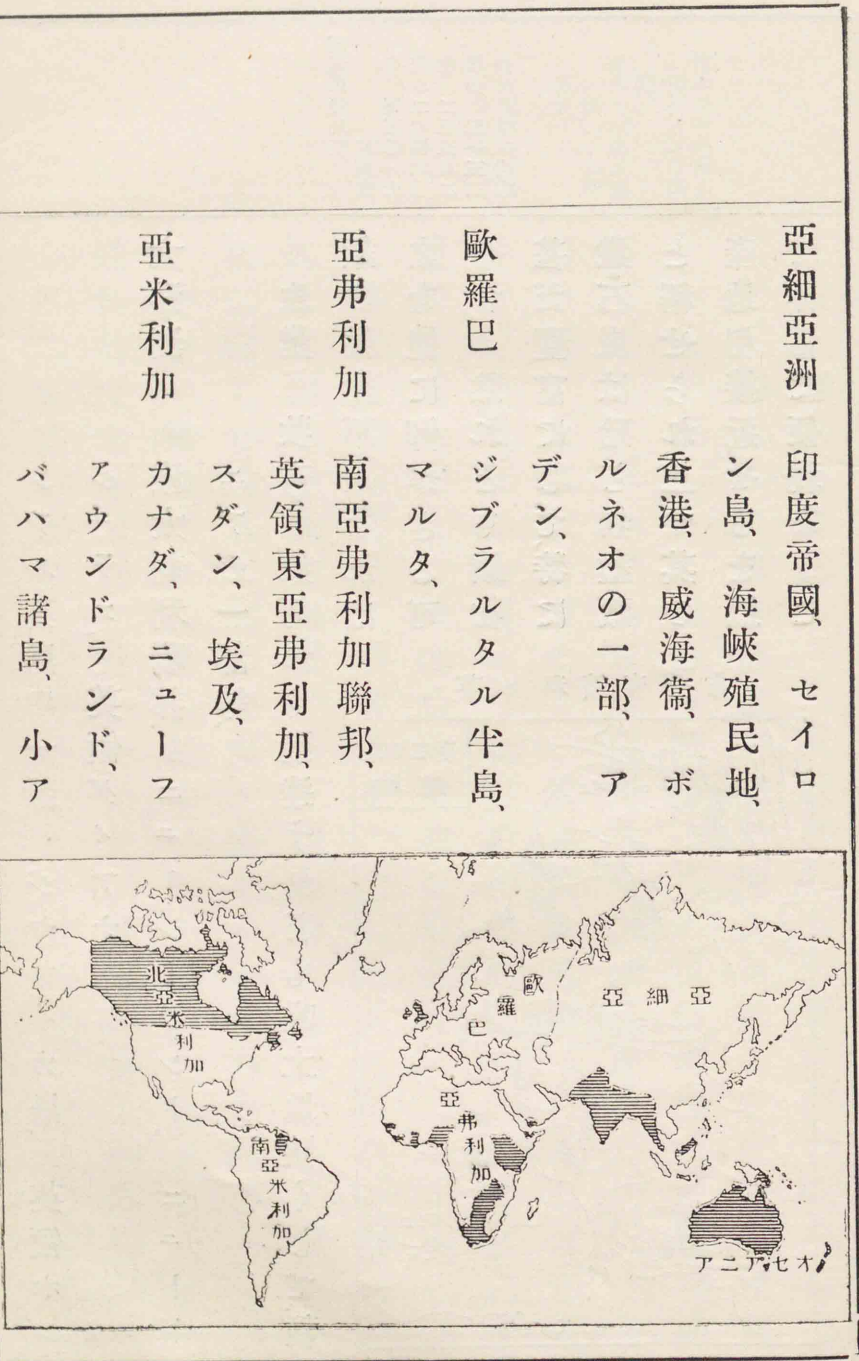 亞細亞洲　印度帝國、セイロ
ン島、海峽殖民地、
香港、威海衞、ボ
ルネオの一部、ア
デン、
歐羅巴　ジブラルタル半島、
マルタ、
亞弗利加　南亞弗利加聯邦、
英領東亞弗利加、
スダン、埃及、
亞米利加　カナダ、ニューフ
ァウンドランド、
バハマ諸島、小ア
亞細亞
歐羅巴
亞弗利加
オセアニア
北亞米利加
南亞米利加